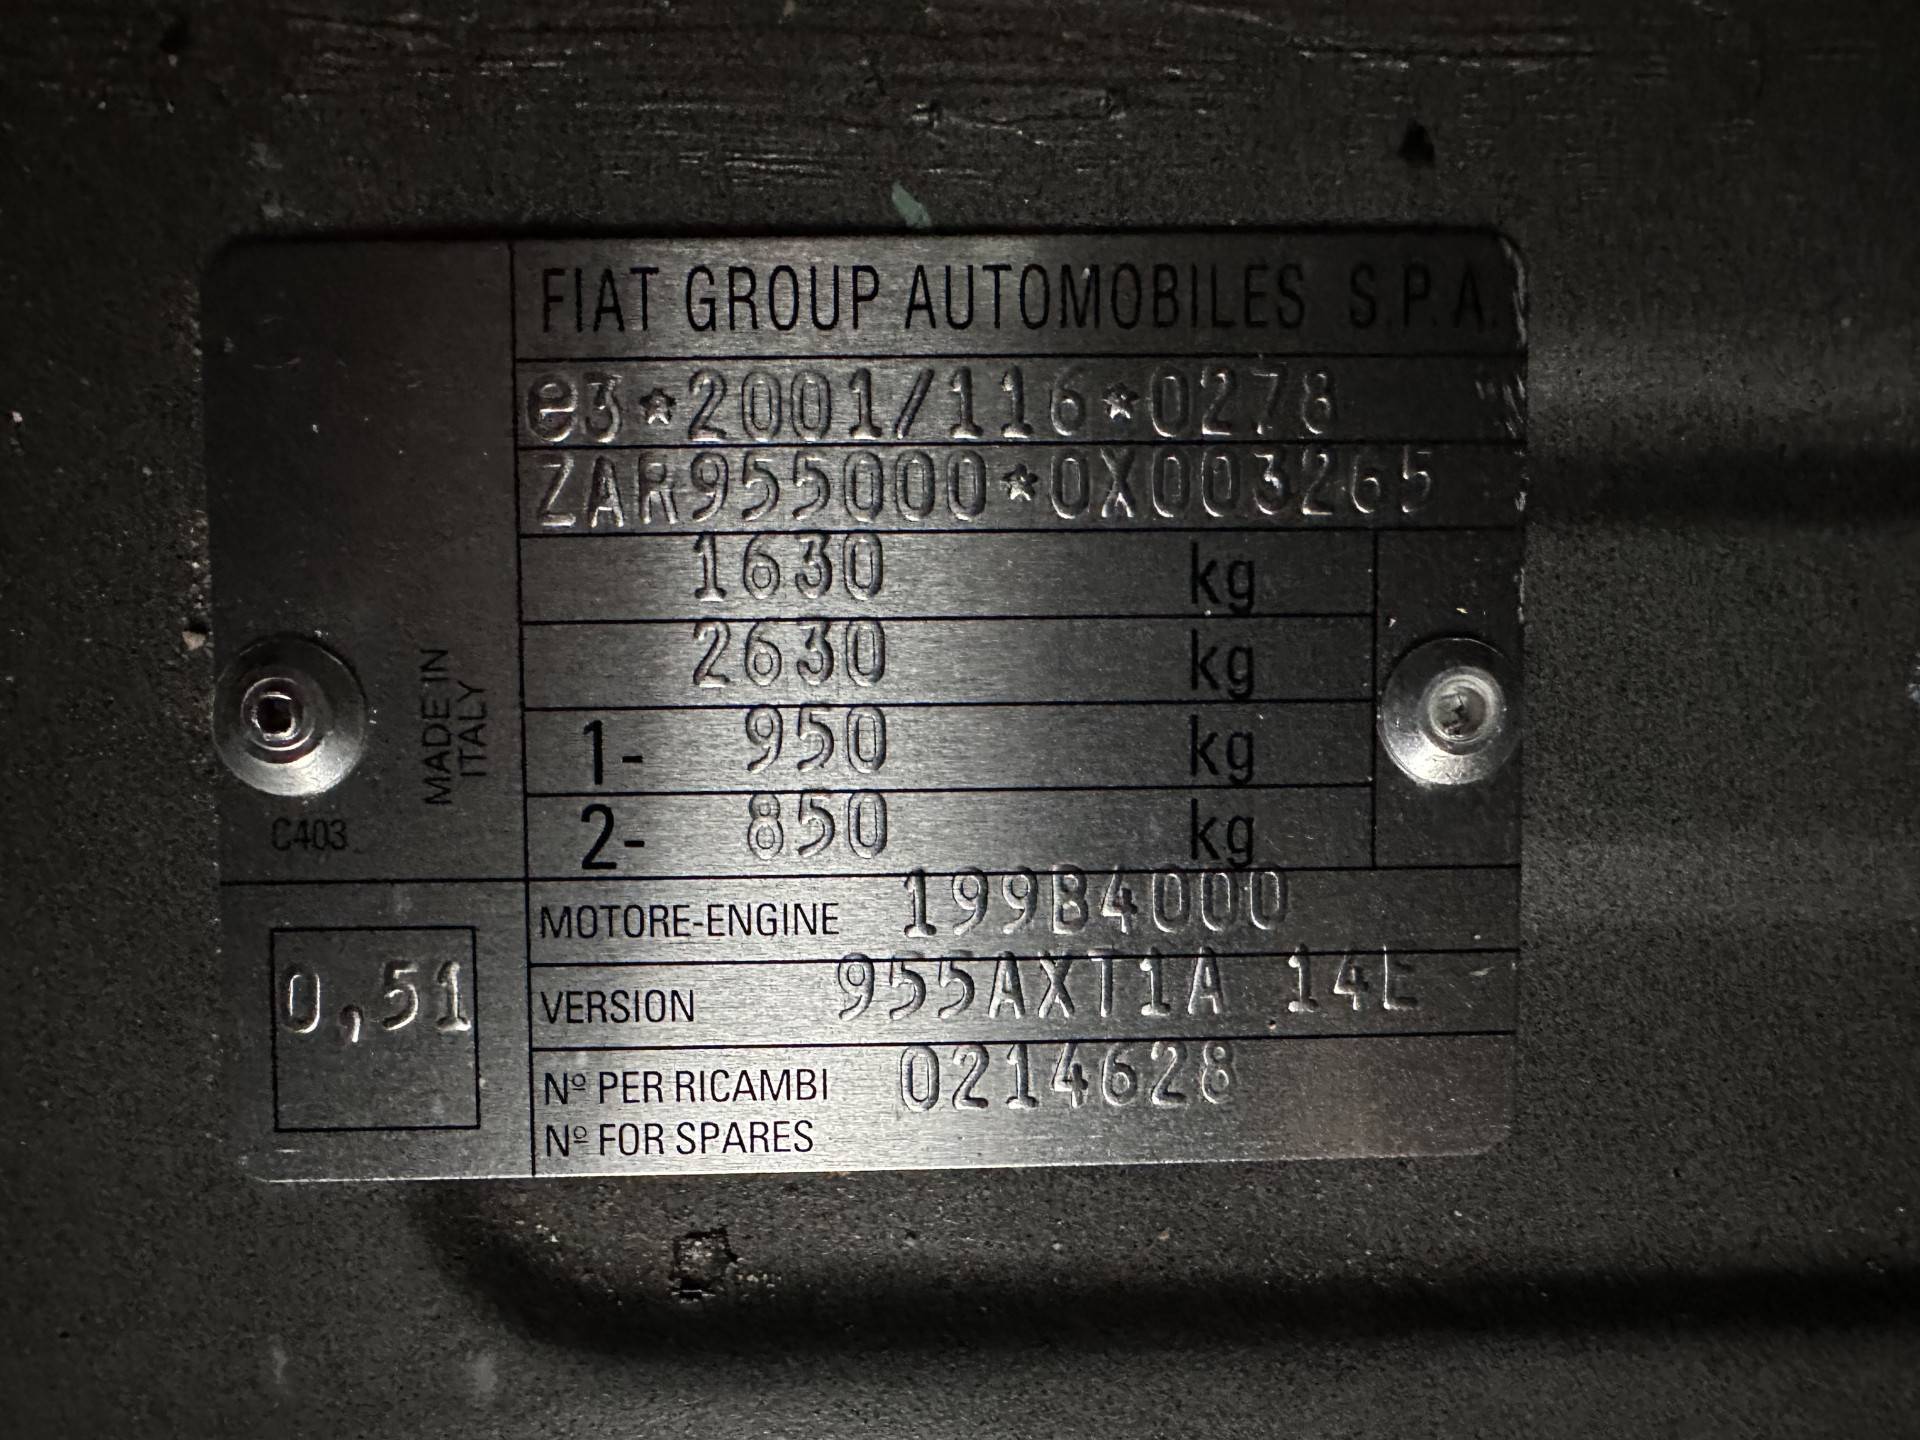 FIAT GROUP AUTOMOBILES S.P.A.
e3*2001/116*0278
ZAR955000*0X003265
1630 kg
2630 kg
1- 950 kg
2- 850 kg
MADE IN
ITALY
C403
MOTORE-ENGINE 199B4000
VERSION 955AXT1A 14E
Nº PER RICAMBI 0214628
Nº FOR SPARES
0,51